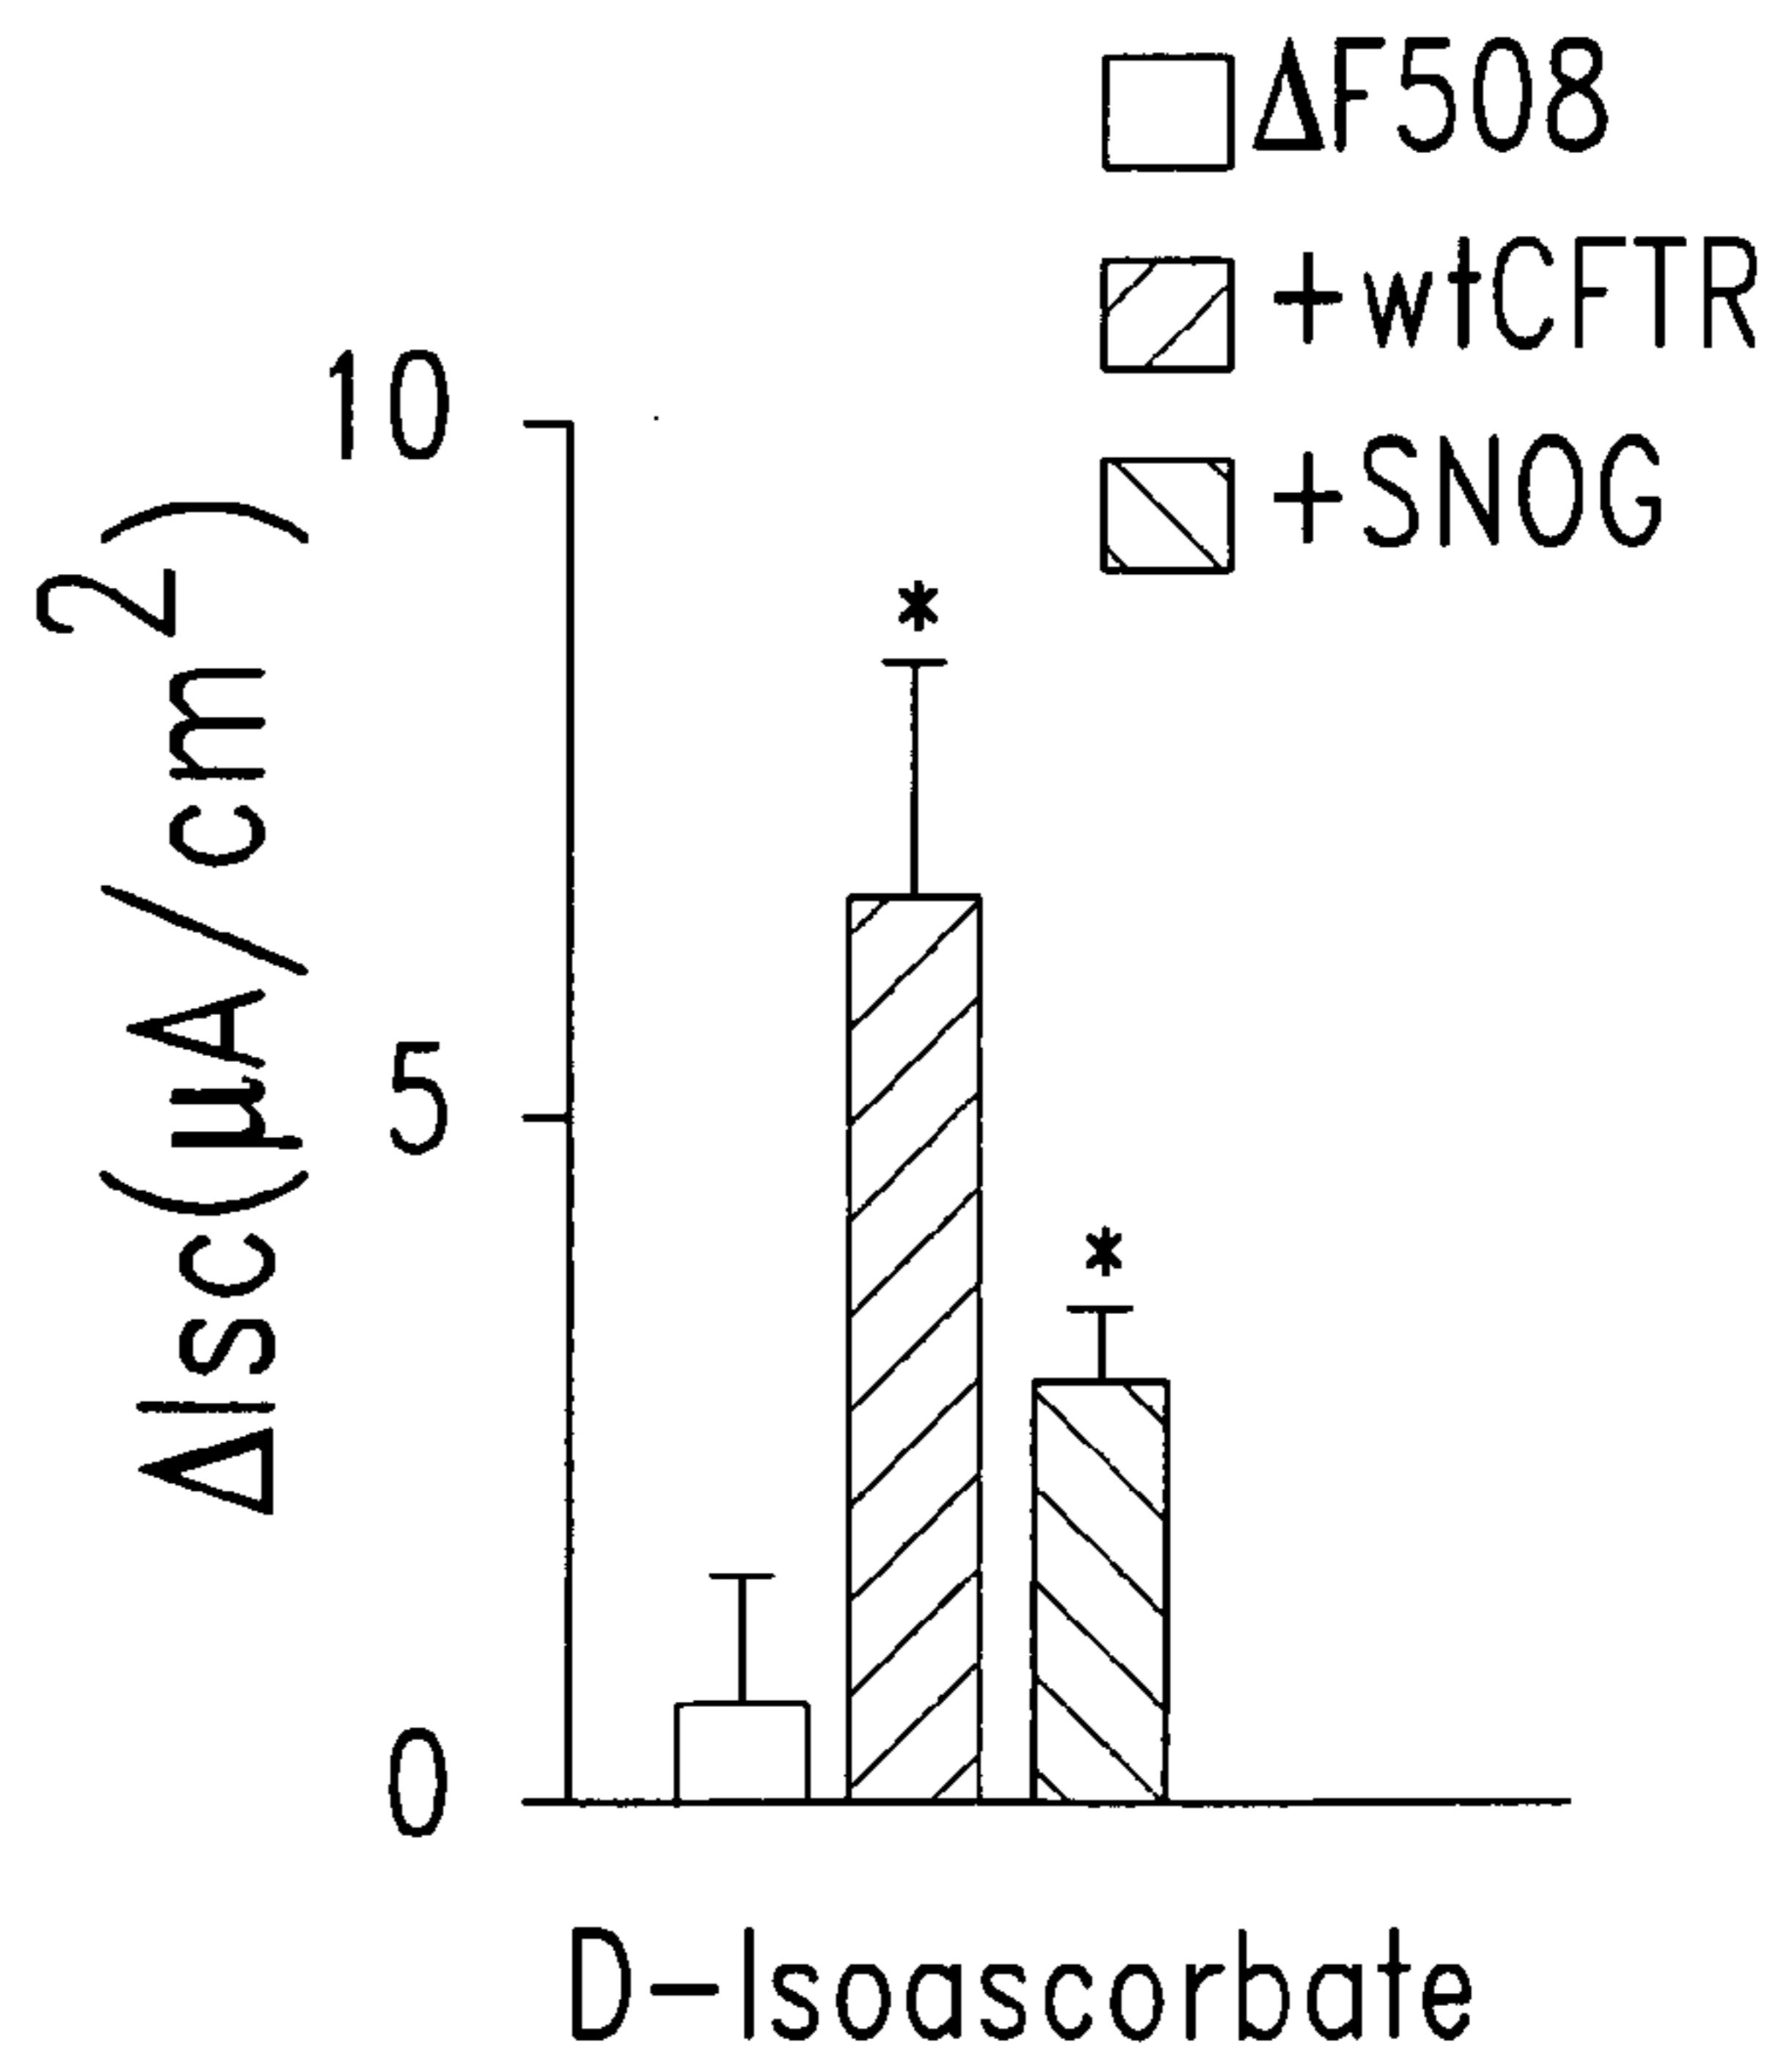 ΔF508
+wtCFTR
+SNOG
10
5
0
ΔIsc(μA/cm²)
*
*
D-Isoascorbate